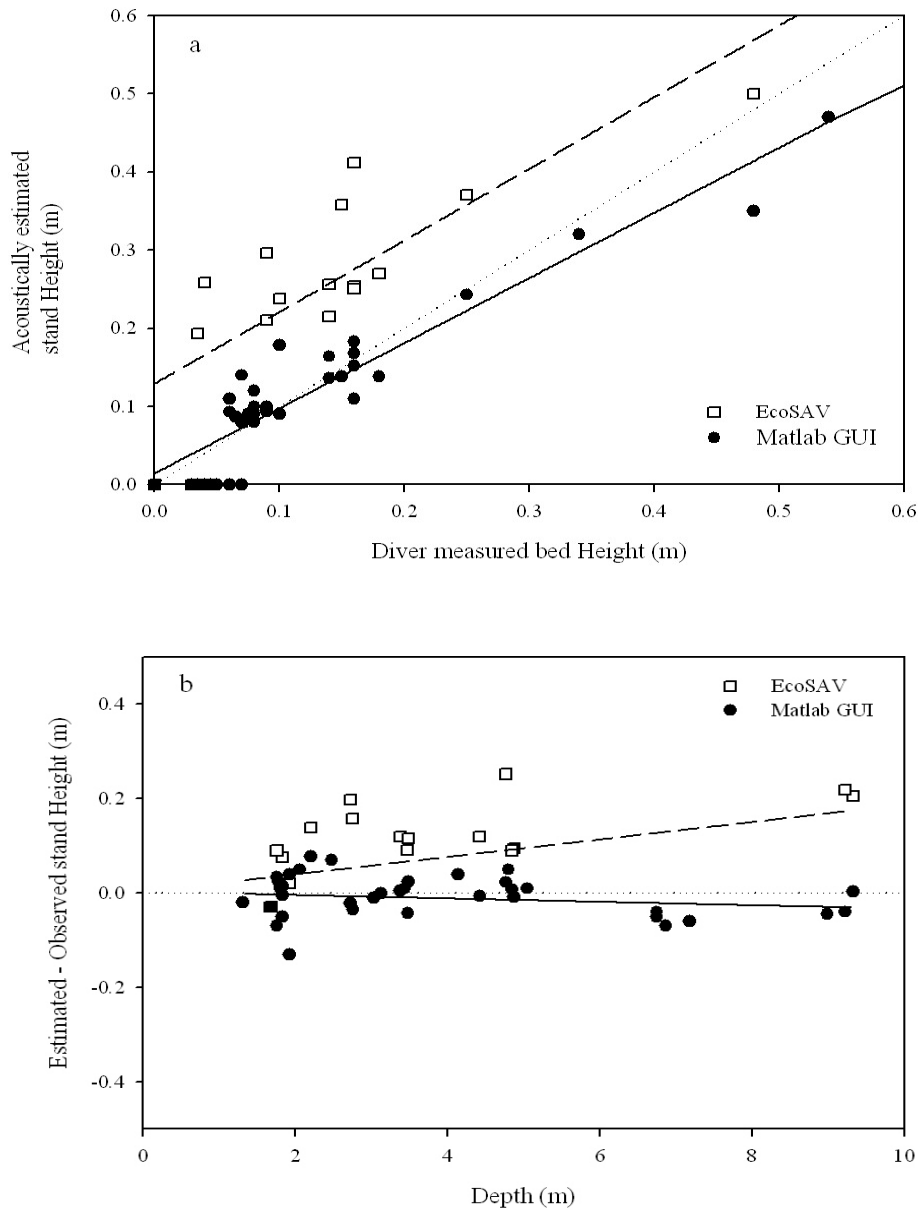 a
0.6
0.5
0.4
0.3
0.2
0.1
0.0
Acoustically estimated
stand Height (m)
EcoSAV
Matlab GUI
0.0 0.1 0.2 0.3 0.4 0.5 0.6
Diver measured bed Height (m)
b
EcoSAV
Matlab GUI
0.4
0.2
0.0
-0.2
-0.4
Estimated - Observed stand Height (m)
0 2 4 6 8 10
Depth (m)